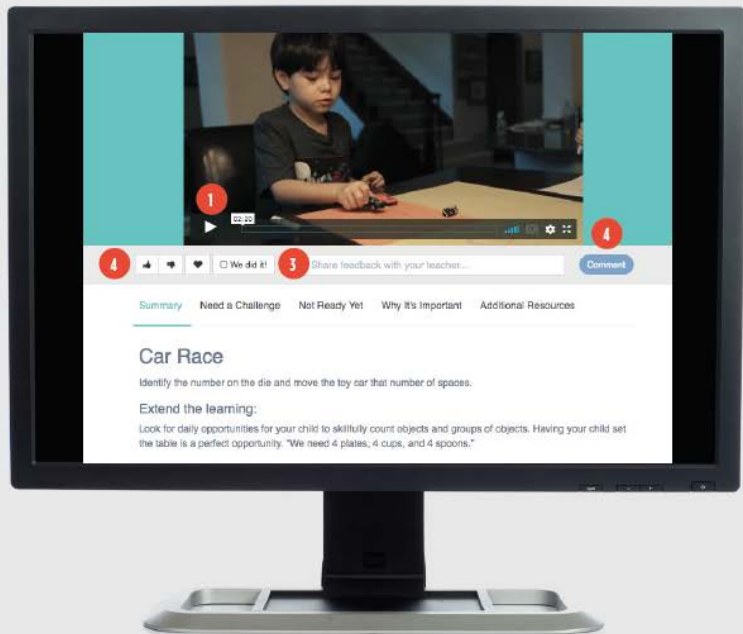 1
02:20
4
4
We did it!
3
Share feedback with your teacher...
Comment
Summary
Need a Challenge
Not Ready Yet
Why It's Important
Additional Resources
Car Race
Identify the number on the die and move the toy car that number of spaces.
Extend the learning:
Look for daily opportunities for your child to skillfully count objects and groups of objects. Having your child set
the table is a perfect opportunity. "We need 4 plates, 4 cups, and 4 spoons."